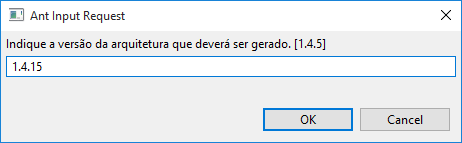 Ant Input Request
Indique a versão da arquitetura que deverá ser gerado. [1.4.5]
1.4.15
OK Cancel